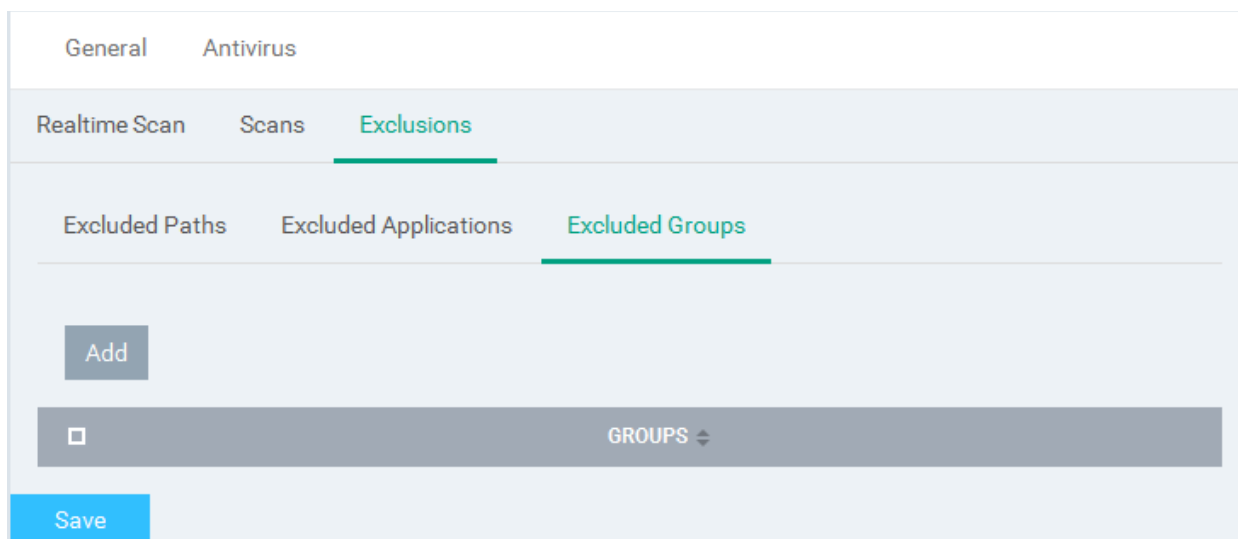 General Antivirus
Realtime Scan Scans Exclusions
Excluded Paths Excluded Applications Excluded Groups
Add
GROUPS
Save